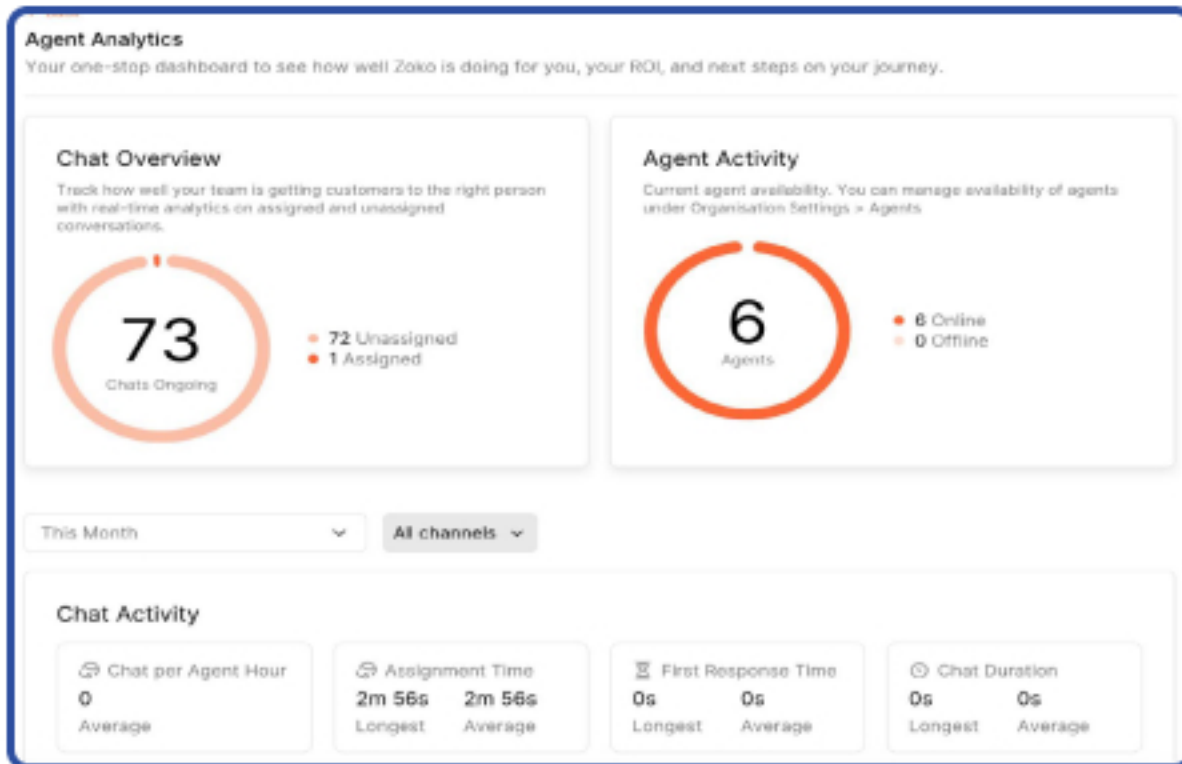 Agent Analytics
Your one-stop dashboard to see how well Zoko is doing for you, your ROI, and next steps on your journey.
Chat Overview
Track how well your team is getting customers to the right person
with real-time analytics on assigned and unassigned
conversations.
73
Chats Ongoing
72 Unassigned
1 Assigned
Agent Activity
Current agent availability. You can manage availability of agents
under Organisation Settings > Agents
6
Agents
6 Online
0 Offline
This Month
All channels
Chat Activity
Chat per Agent Hour
0
Average
Assignment Time
2m 56s 2m 56s
Longest Average
First Response Time
0s 0s
Longest Average
Chat Duration
0s 0s
Longest Average